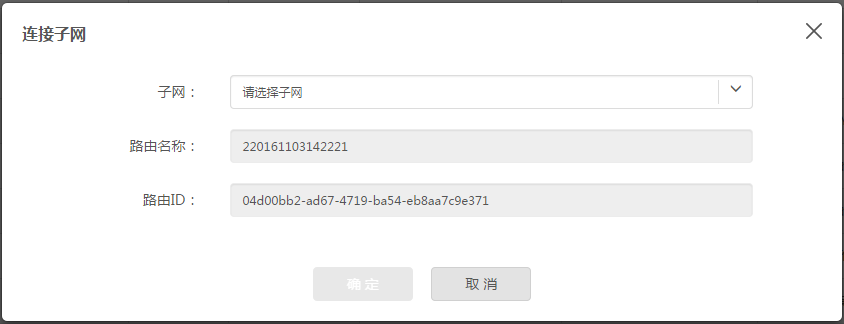 连接子网
子网： 请选择子网
路由名称： 220161103142221
路由ID： 04d00bb2-ad67-4719-ba54-eb8aa7c9e371
确 定 取 消